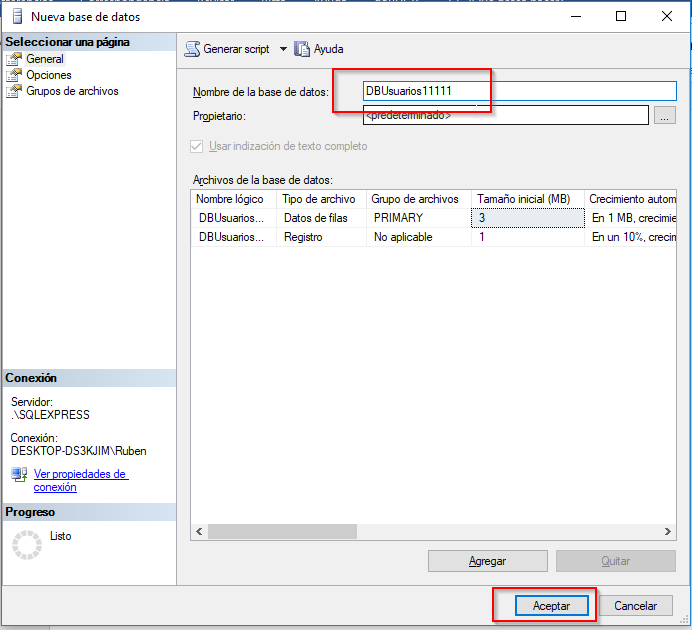 Nueva base de datos
Seleccionar una página
General
Opciones
Grupos de archivos
Generar script
Ayuda
Nombre de la base de datos: DBUsuarios11111
Propietario: <predeterminado> ...
Usar indización de texto completo
Archivos de la base de datos:
Nombre lógico Tipo de archivo Grupo de archivos Tamaño inicial (MB) Crecimiento autom
DBUsuarios... Datos de filas PRIMARY 3 En 1 MB, crecimie
DBUsuarios... Registro No aplicable 1 En un 10%, crecim
Conexión
Servidor:
.\SQLEXPRESS
Conexión:
DESKTOP-DS3KJIM\Ruben
Ver propiedades de
conexión
Progreso
Listo
Agregar Quitar
Aceptar Cancelar